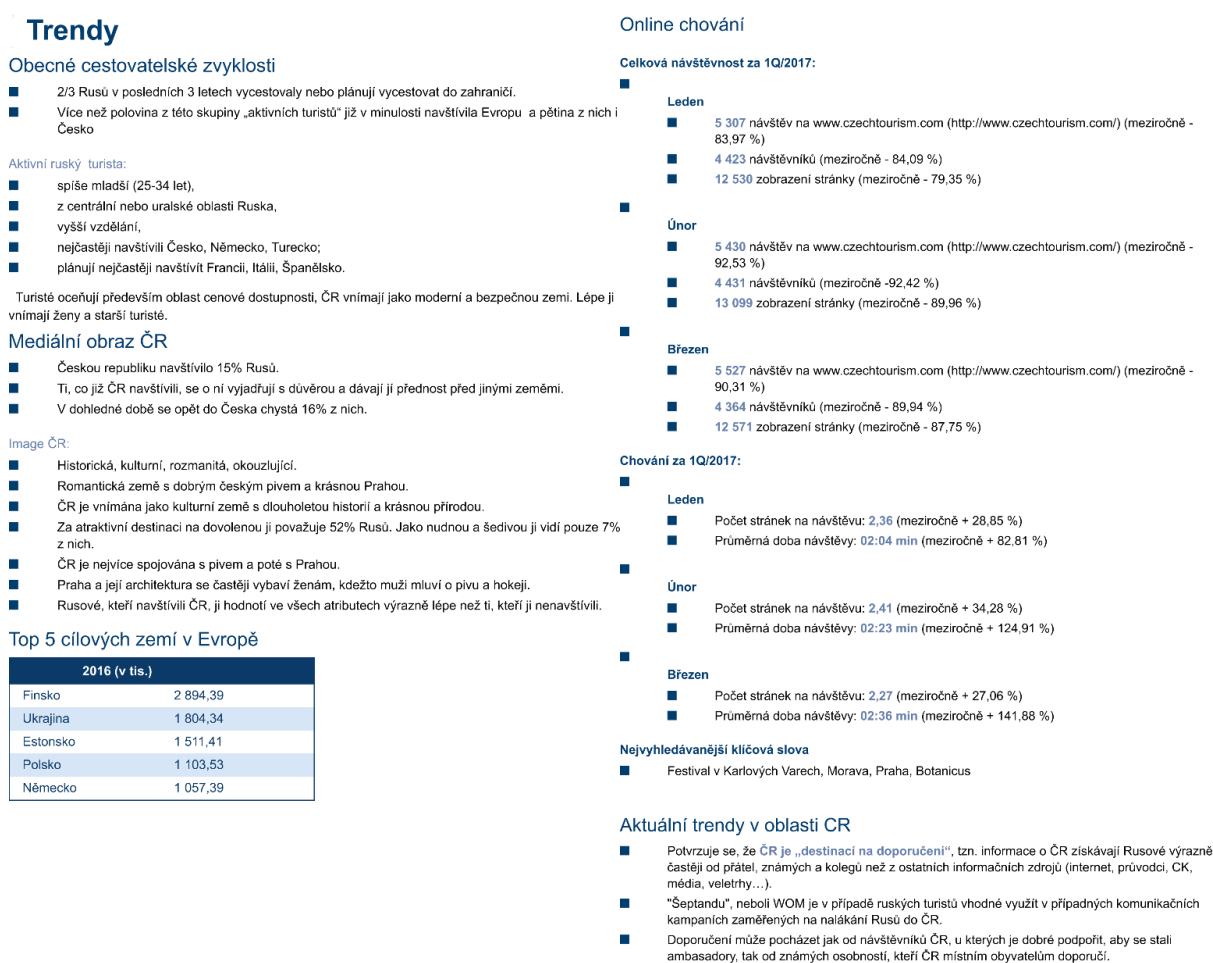 Trendy
Obecné cestovatelské zvyklosti
2/3 Rusů v posledních 3 letech vycestovaly nebo plánují vycestovat do zahraničí.
Více než polovina z této skupiny „aktivních turistů“ již v minulosti navštívila Evropu a pětina z nich i
Česko
Aktivní ruský turista:
spíše mladší (25-34 let),
z centrální nebo uralské oblasti Ruska,
vyšší vzdělání,
nejčastěji navštívili Česko, Německo, Turecko;
plánují nejčastěji navštívit Francii, Itálii, Španělsko.
Turisté oceňují především oblast cenové dostupnosti, ČR vnímají jako moderní a bezpečnou zemi. Lépe ji
vnímají ženy a starší turisté.
Mediální obraz ČR
Českou republiku navštívilo 15% Rusů.
Ti, co již ČR navštívili, se o ní vyjadřují s důvěrou a dávají jí přednost před jinými zeměmi.
V dohledné době se opět do Česka chystá 16% z nich.
Image ČR:
Historická, kulturní, rozmanitá, okouzlující.
Romantická země s dobrým českým pivem a krásnou Prahou.
ČR je vnímána jako kulturní země s dlouholetou historií a krásnou přírodou.
Za atraktivní destinaci na dovolenou ji považuje 52% Rusů. Jako nudnou a šedivou ji vidí pouze 7%
z nich.
ČR je nejvíce spojována s pivem a poté s Prahou.
Praha a její architektura se častěji vybaví ženám, kdežto muži mluví o pivu a hokeji.
Rusové, kteří navštívili ČR, ji hodnotí ve všech atributech výrazně lépe než ti, kteří ji nenavštívili.
Top 5 cílových zemí v Evropě
2016 (v tis.)
Finsko 2 894,39
Ukrajina 1 804,34
Estonsko 1 511,41
Polsko 1 103,53
Německo 1 057,39
Online chování
Celková návštěvnost za 1Q/2017:
Leden
5 307 návštěv na www.czechtourism.com (http://www.czechtourism.com/) (meziročně -
83,97 %)
4 423 návštěvníků (meziročně - 84,09 %)
12 530 zobrazení stránky (meziročně - 79,35 %)
Únor
5 430 návštěv na www.czechtourism.com (http://www.czechtourism.com/) (meziročně -
92,53 %)
4 431 návštěvníků (meziročně -92,42 %)
13 099 zobrazení stránky (meziročně - 89,96 %)
Březen
5 527 návštěv na www.czechtourism.com (http://www.czechtourism.com/) (meziročně -
90,31 %)
4 364 návštěvníků (meziročně - 89,94 %)
12 571 zobrazení stránky (meziročně - 87,75 %)
Chování za 1Q/2017:
Leden
Počet stránek na návštěvu: 2,36 (meziročně + 28,85 %)
Průměrná doba návštěvy: 02:04 min (meziročně + 82,81 %)
Únor
Počet stránek na návštěvu: 2,41 (meziročně + 34,28 %)
Průměrná doba návštěvy: 02:23 min (meziročně + 124,91 %)
Březen
Počet stránek na návštěvu: 2,27 (meziročně + 27,06 %)
Průměrná doba návštěvy: 02:36 min (meziročně + 141,88 %)
Nejvyhledávanější klíčová slova
Festival v Karlových Varech, Morava, Praha, Botanicus
Aktuální trendy v oblasti CR
Potvrzuje se, že ČR je „destinací na doporučení“, tzn. informace o ČR získávají Rusové výrazně
častěji od přátel, známých a kolegů než z ostatních informačních zdrojů (internet, průvodci, CK,
média, veletrhy…).
"Šeptandu", neboli WOM je v případě ruských turistů vhodné využít v případných komunikačních
kampaních zaměřených na nalákání Rusů do ČR.
Doporučení může pocházet jak od návštěvníků ČR, u kterých je dobré podpořit, aby se stali
ambasadory, tak od známých osobností, kteří ČR místním obyvatelům doporučí.